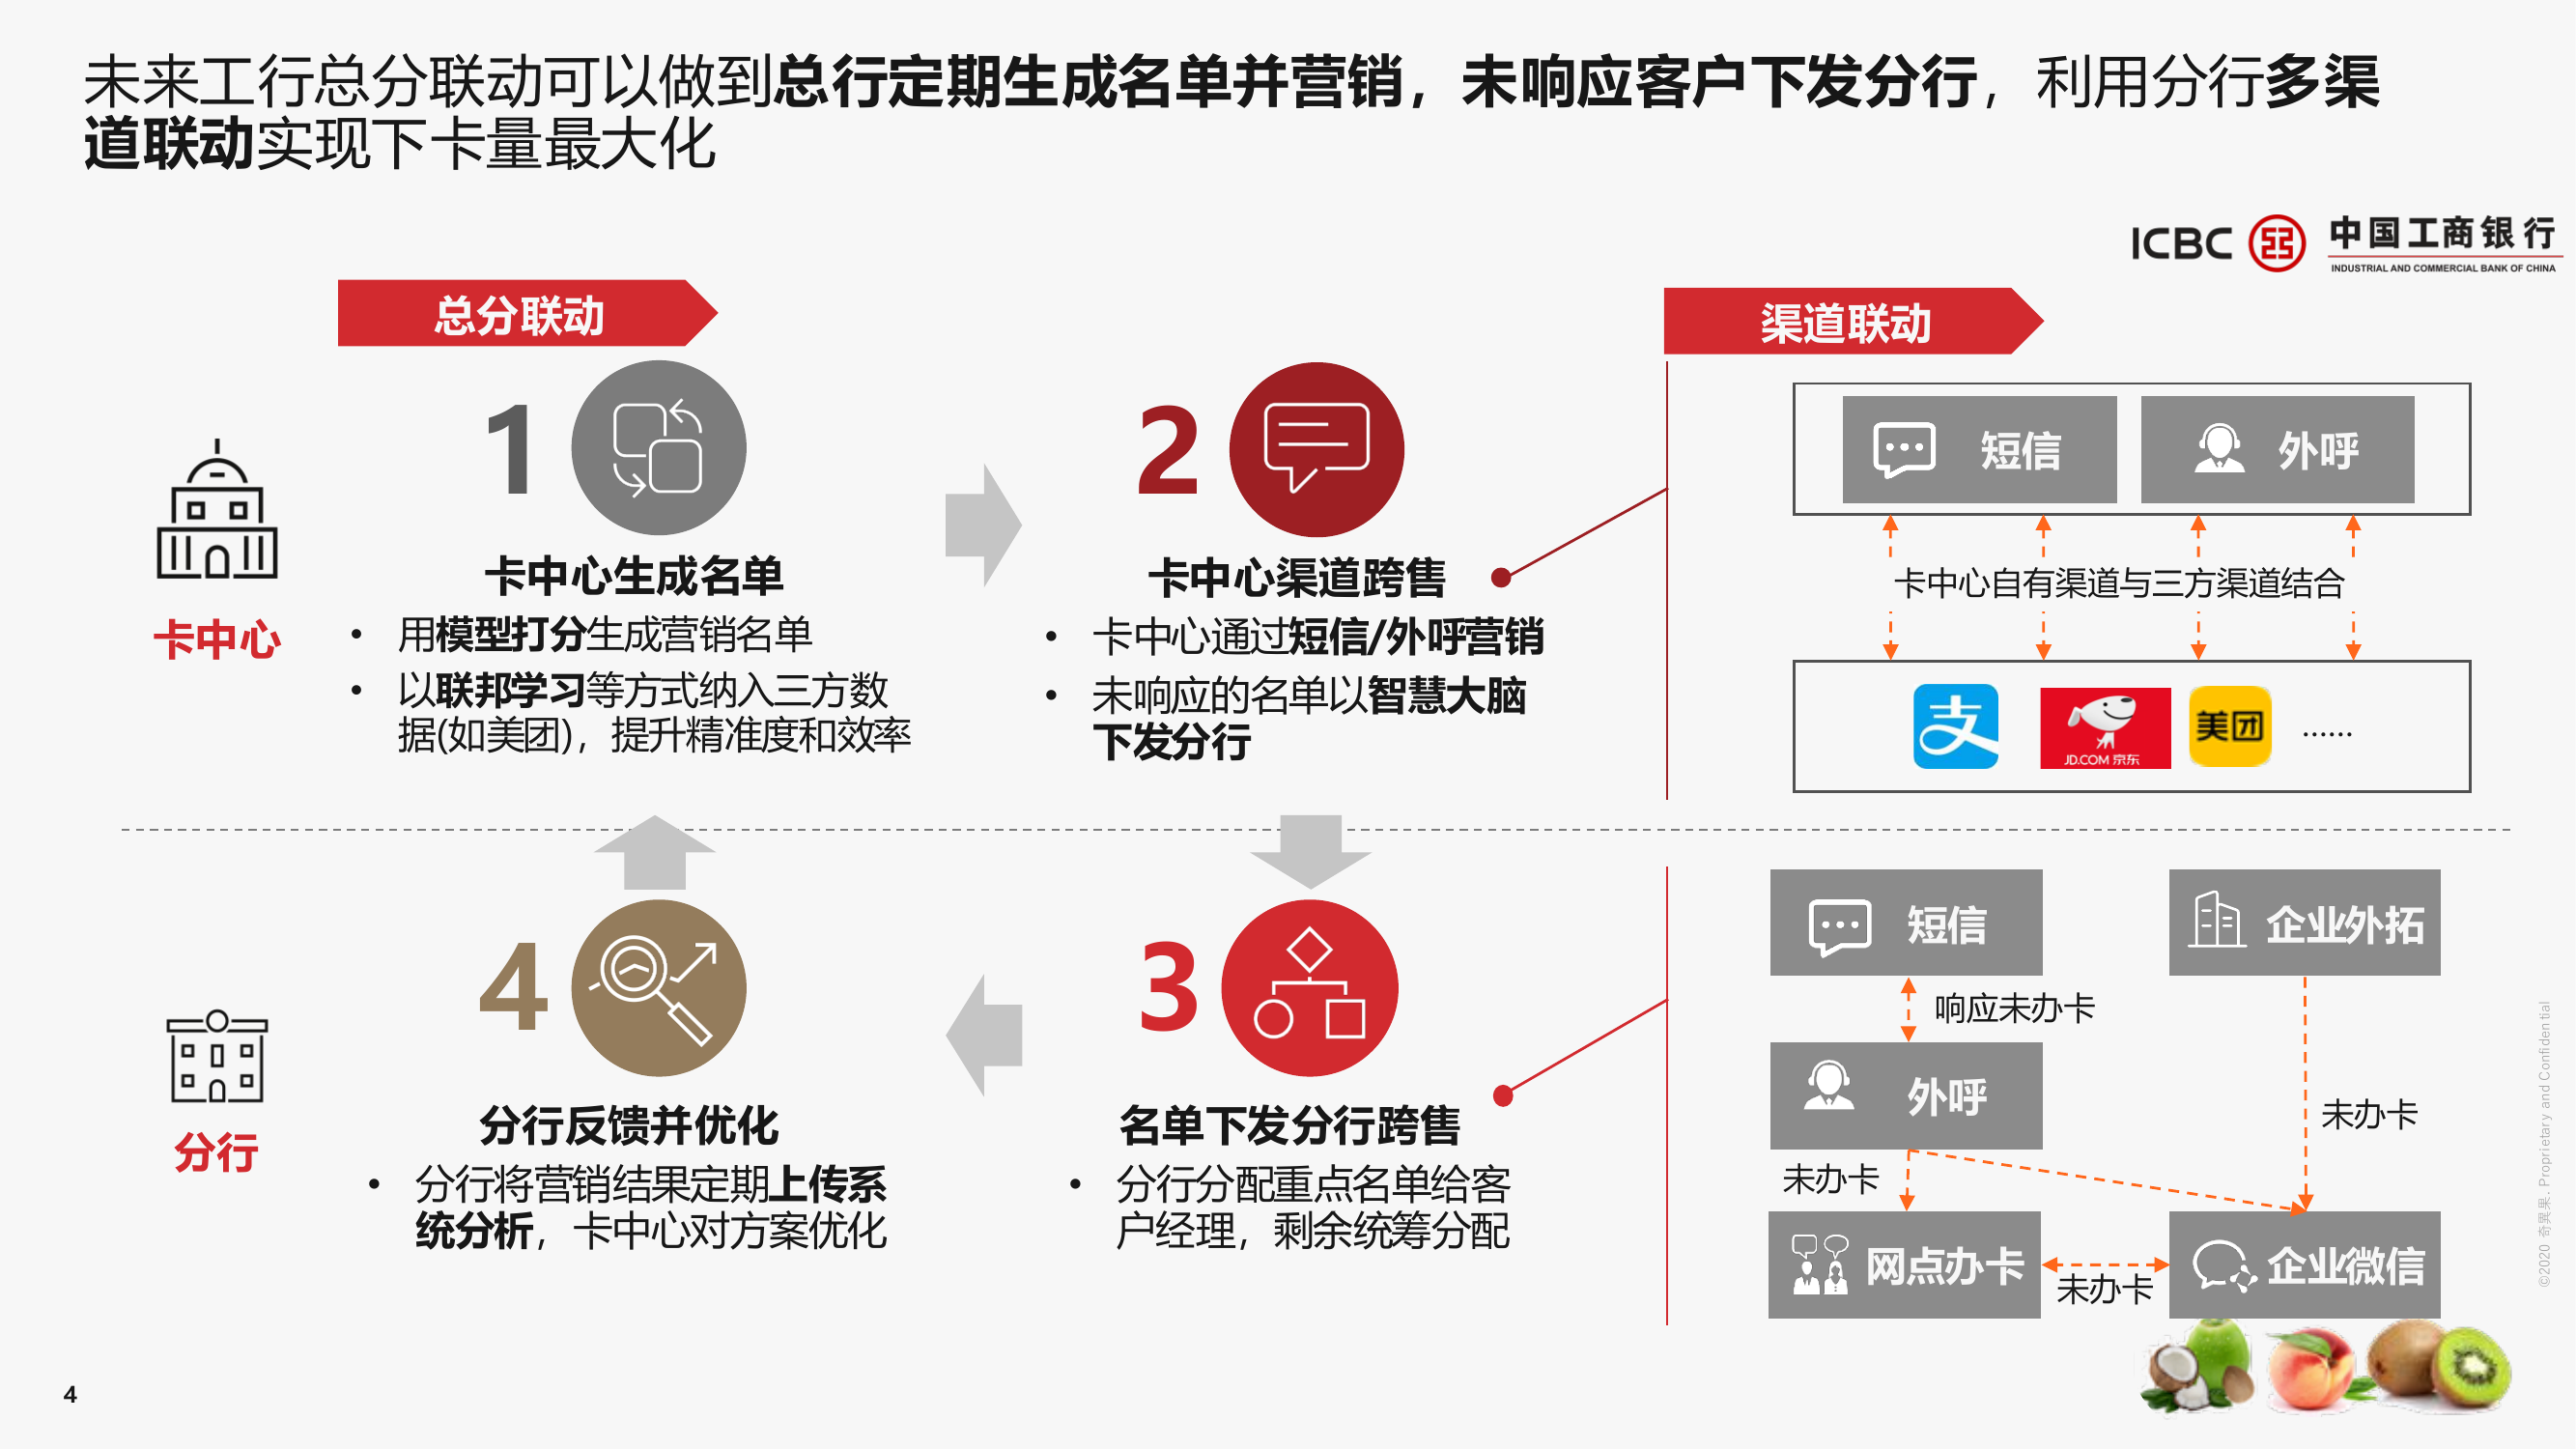 未来工行总分联动可以做到总行定期生成名单并营销，未响应客户下发分行，利用分行多渠
道联动实现下卡量最大化
ICBC 中国工商银行
INDUSTRIAL AND COMMERCIAL BANK OF CHINA
总分联动
渠道联动
卡中心
1
卡中心生成名单
• 用模型打分生成营销名单
• 以联邦学习等方式纳入三方数
据(如美团)，提升精准度和效率
2
卡中心渠道跨售
• 卡中心通过短信/外呼营销
• 未响应的名单以智慧大脑
下发分行
短信
外呼
卡中心自有渠道与三方渠道结合
支
JD.COM 京东
美团
......
分行
4
分行反馈并优化
• 分行将营销结果定期上传系
统分析，卡中心对方案优化
3
名单下发分行跨售
• 分行分配重点名单给客
户经理，剩余统筹分配
短信
企业外拓
响应未办卡
外呼
未办卡
未办卡
网点办卡
未办卡
企业微信
©2020 奇異果. Proprietary and Confidential
4